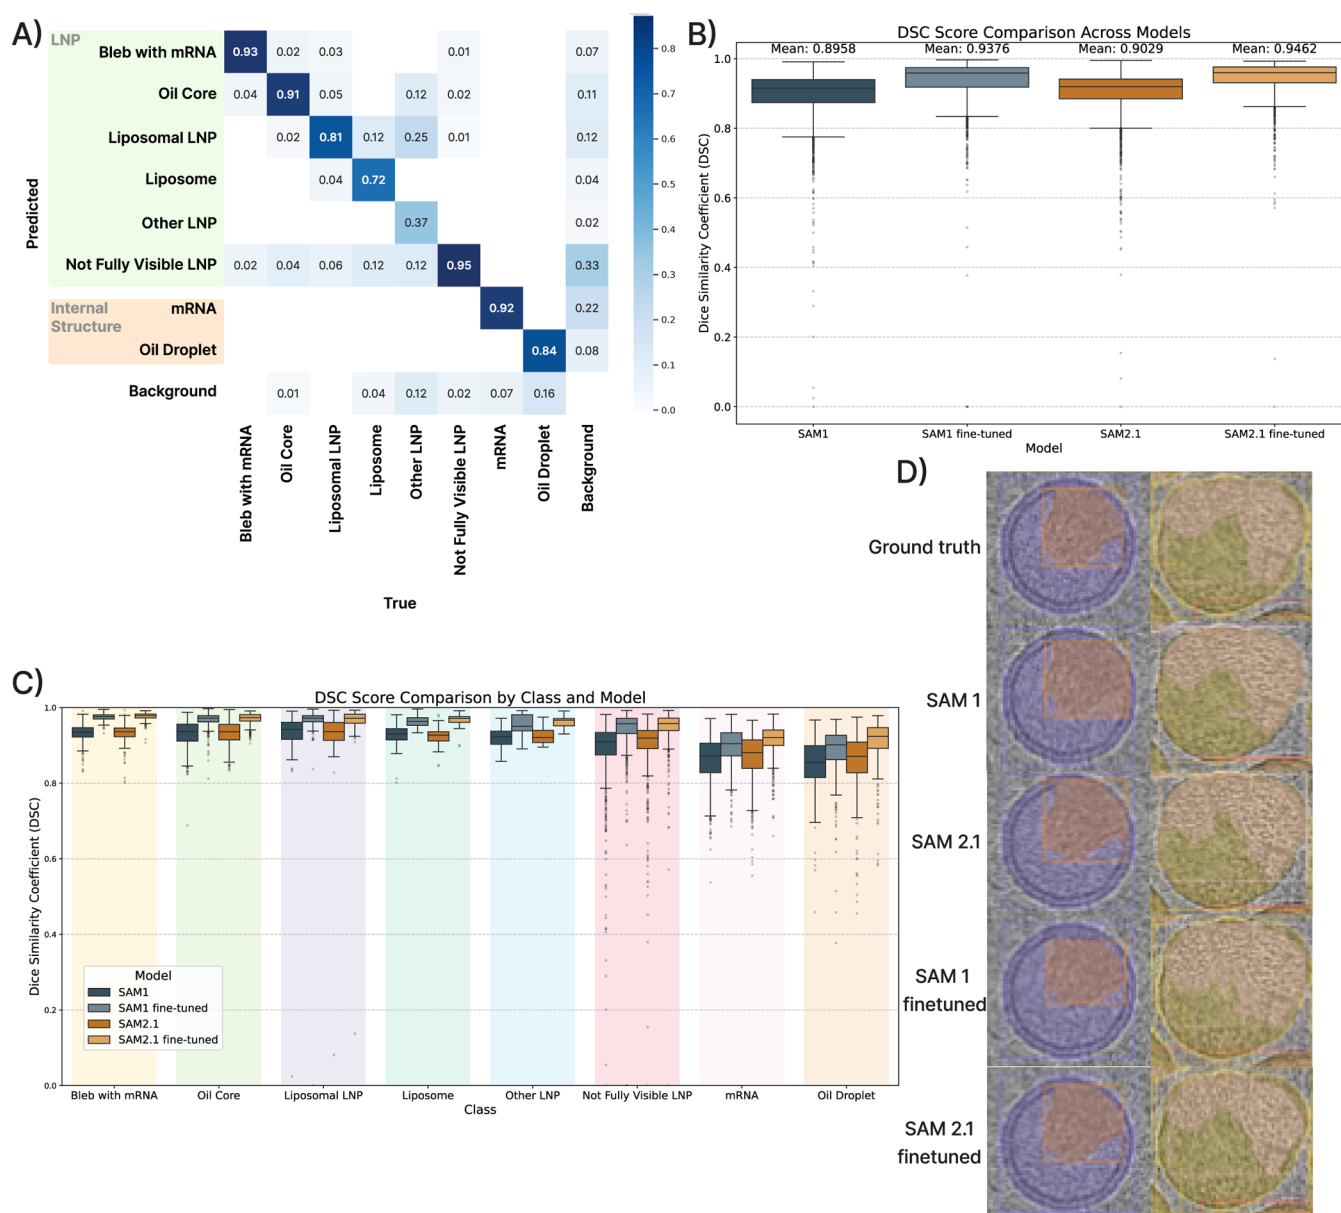 A)
LNP
Bleb with mRNA 0.93 0.02 0.03 0.01 0.07
Oil Core 0.04 0.91 0.05 0.12 0.02 0.11
Liposomal LNP 0.02 0.81 0.12 0.25 0.01 0.12
Liposome 0.04 0.72 0.04
Other LNP 0.37 0.02
Not Fully Visible LNP 0.02 0.04 0.06 0.12 0.12 0.95 0.33
Internal
Structure
mRNA 0.92 0.22
Oil Droplet 0.84 0.08
Background 0.01 0.04 0.12 0.02 0.07 0.16
Predicted
Bleb with mRNA
Oil Core
Liposomal LNP
Liposome
Other LNP
Not Fully Visible LNP
mRNA
Oil Droplet
Background
True
0.8
0.7
0.6
0.5
0.4
0.3
0.2
0.1
0.0
B)
DSC Score Comparison Across Models
Mean: 0.8958 Mean: 0.9376 Mean: 0.9029 Mean: 0.9462
Dice Similarity Coefficient (DSC)
1.0
0.8
0.6
0.4
0.2
0.0
SAM1 SAM1 fine-tuned SAM2.1 SAM2.1 fine-tuned
Model
C)
DSC Score Comparison by Class and Model
Dice Similarity Coefficient (DSC)
1.0
0.8
0.6
0.4
0.2
0.0
Model
SAM1
SAM1 fine-tuned
SAM2.1
SAM2.1 fine-tuned
Bleb with mRNA Oil Core Liposomal LNP Liposome Other LNP Not Fully Visible LNP mRNA Oil Droplet
Class
D)
Ground truth
SAM 1
SAM 2.1
SAM 1
finetuned
SAM 2.1
finetuned